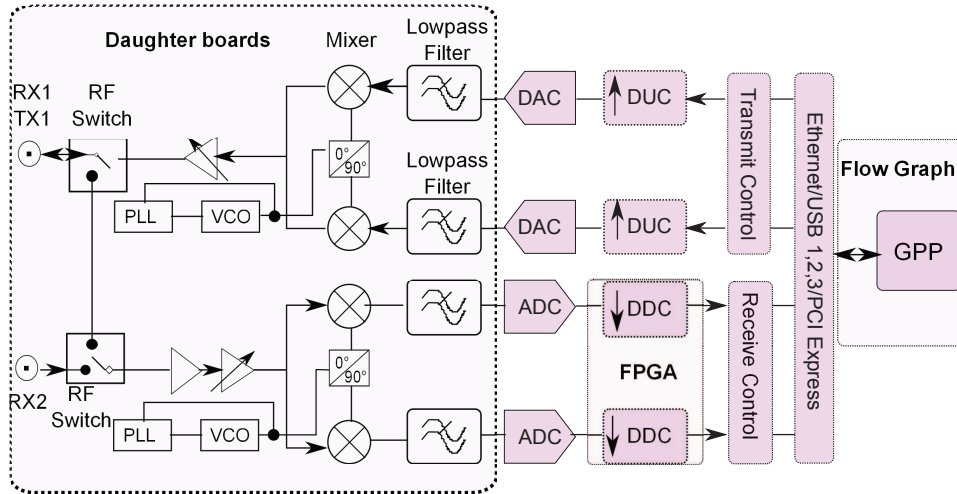 Daughter boards
Mixer
Lowpass
Filter
RX1
TX1
RF
Switch
DAC
DUC
Transmit Control
Ethernet/USB 1,2,3/PCI Express
0°
90°
Flow Graph
Lowpass
Filter
PLL
VCO
DAC
DUC
GPP
ADC
DDC
Receive Control
0°
90°
FPGA
RX2
RF
Switch
PLL
VCO
ADC
DDC